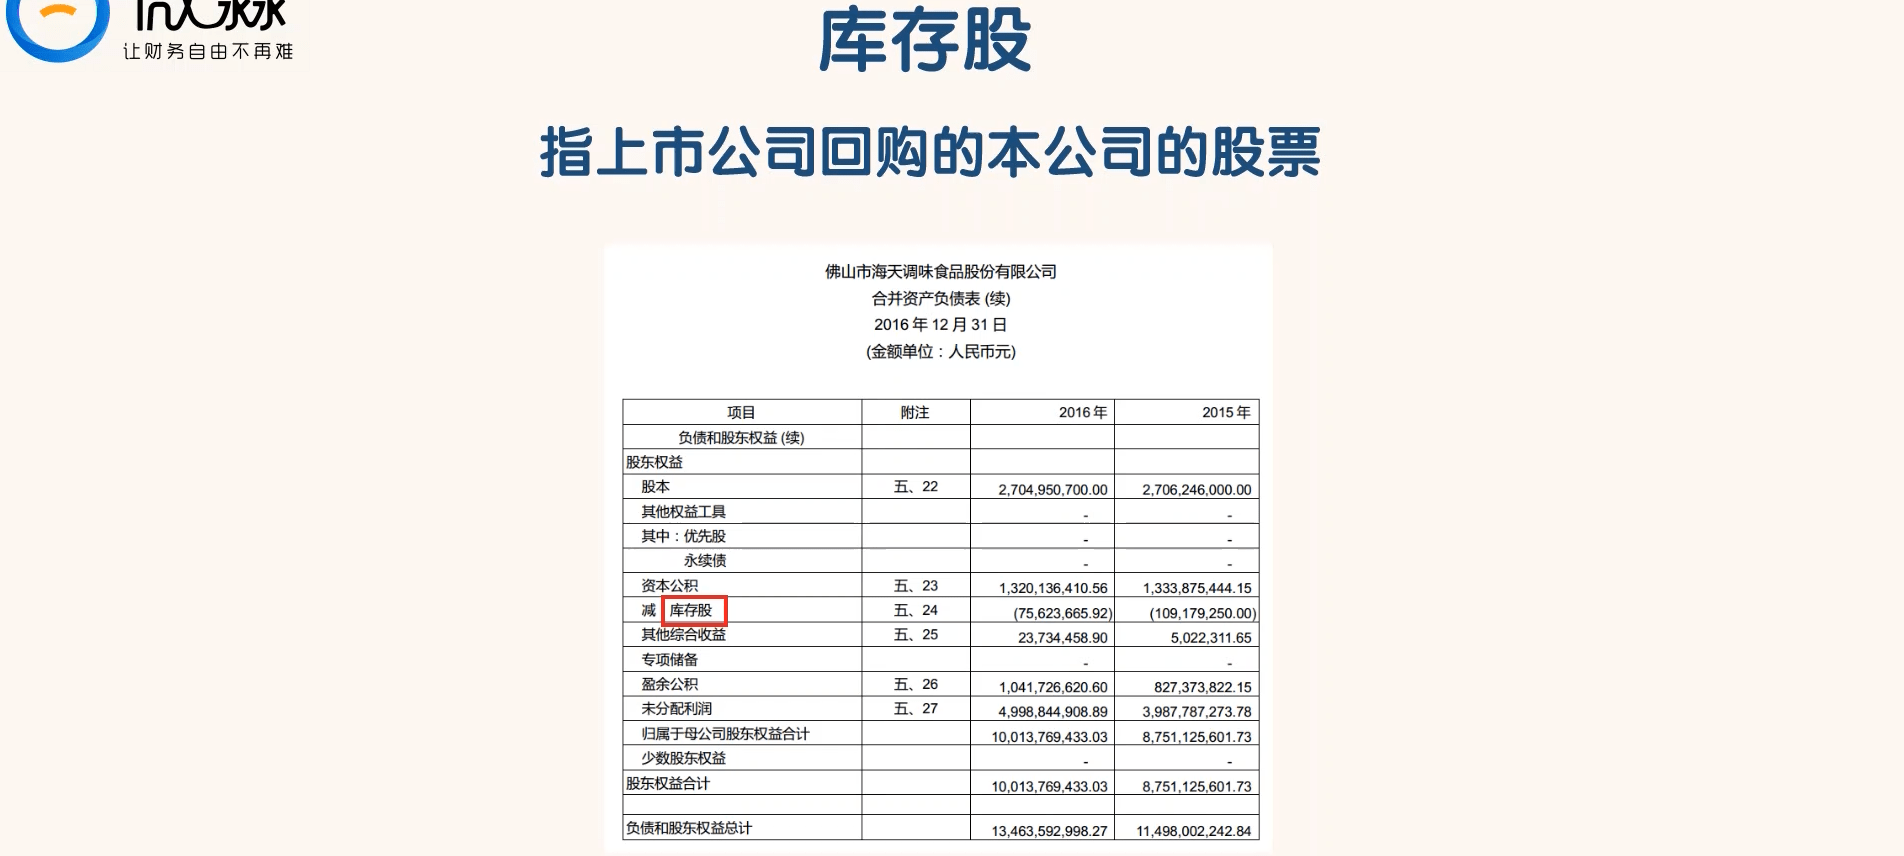 让财务自由不再难
库存股
指上市公司回购的本公司的股票
佛山市海天调味食品股份有限公司
合并资产负债表 (续)
2016 年 12 月 31 日
(金额单位：人民币元)
项目 附注 2016 年 2015 年
负债和股东权益 (续)
股东权益
股本 五、22 2,704,950,700.00 2,706,246,000.00
其他权益工具 - -
其中：优先股 - -
永续债 - -
资本公积 五、23 1,320,136,410.56 1,333,875,444.15
减 库存股 五、24 (75,623,665.92) (109,179,250.00)
其他综合收益 五、25 23,734,458.90 5,022,311.65
专项储备 - -
盈余公积 五、26 1,041,726,620.60 827,373,822.15
未分配利润 五、27 4,998,844,908.89 3,987,787,273.78
归属于母公司股东权益合计 10,013,769,433.03 8,751,125,601.73
少数股东权益 - -
股东权益合计 10,013,769,433.03 8,751,125,601.73
负债和股东权益总计 13,463,592,998.27 11,498,002,242.84